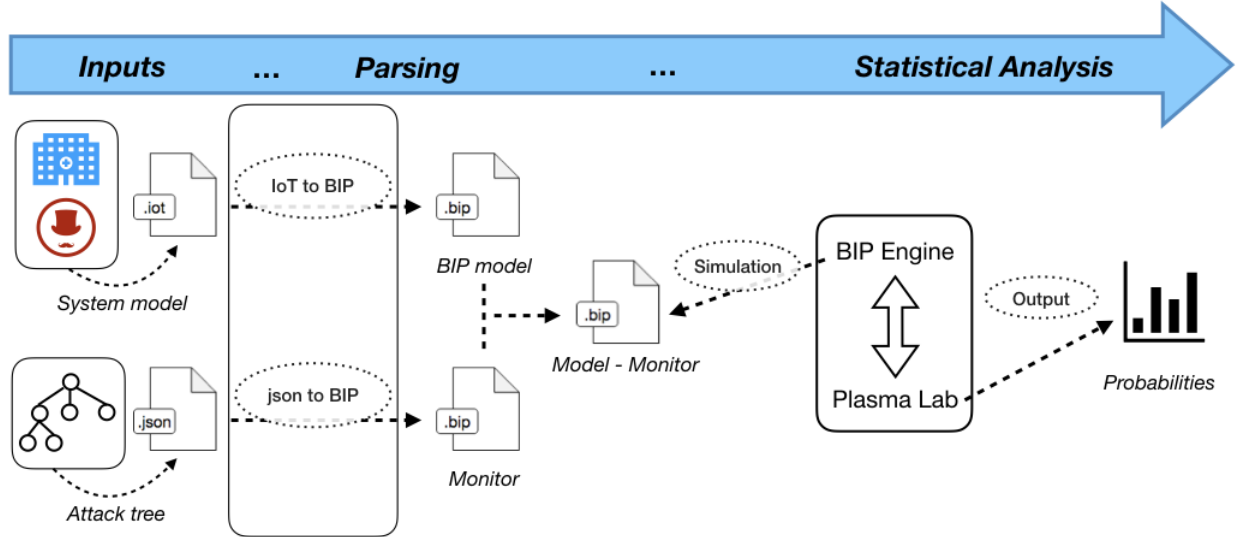 Inputs ... Parsing ... Statistical Analysis
.iot
IoT to BIP
.bip
System model
BIP model
.bip
Model - Monitor
Simulation
BIP Engine
Plasma Lab
Output
Probabilities
.json
json to BIP
.bip
Attack tree
Monitor